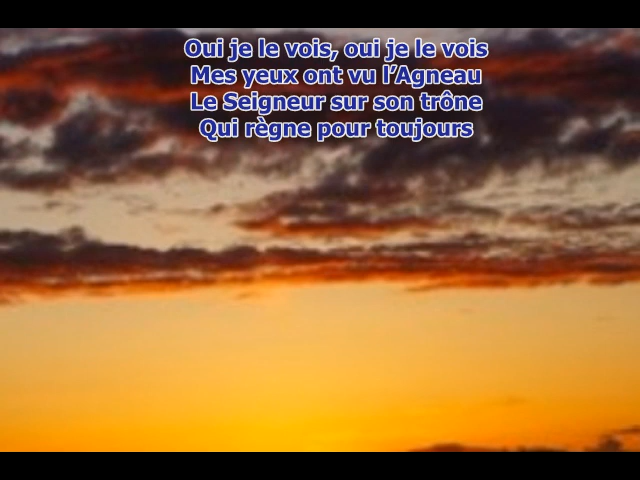 Oui je le vois, oui je le vois
Mes yeux ont vu l’Agneau
Le Seigneur sur son trône
Qui règne pour toujours